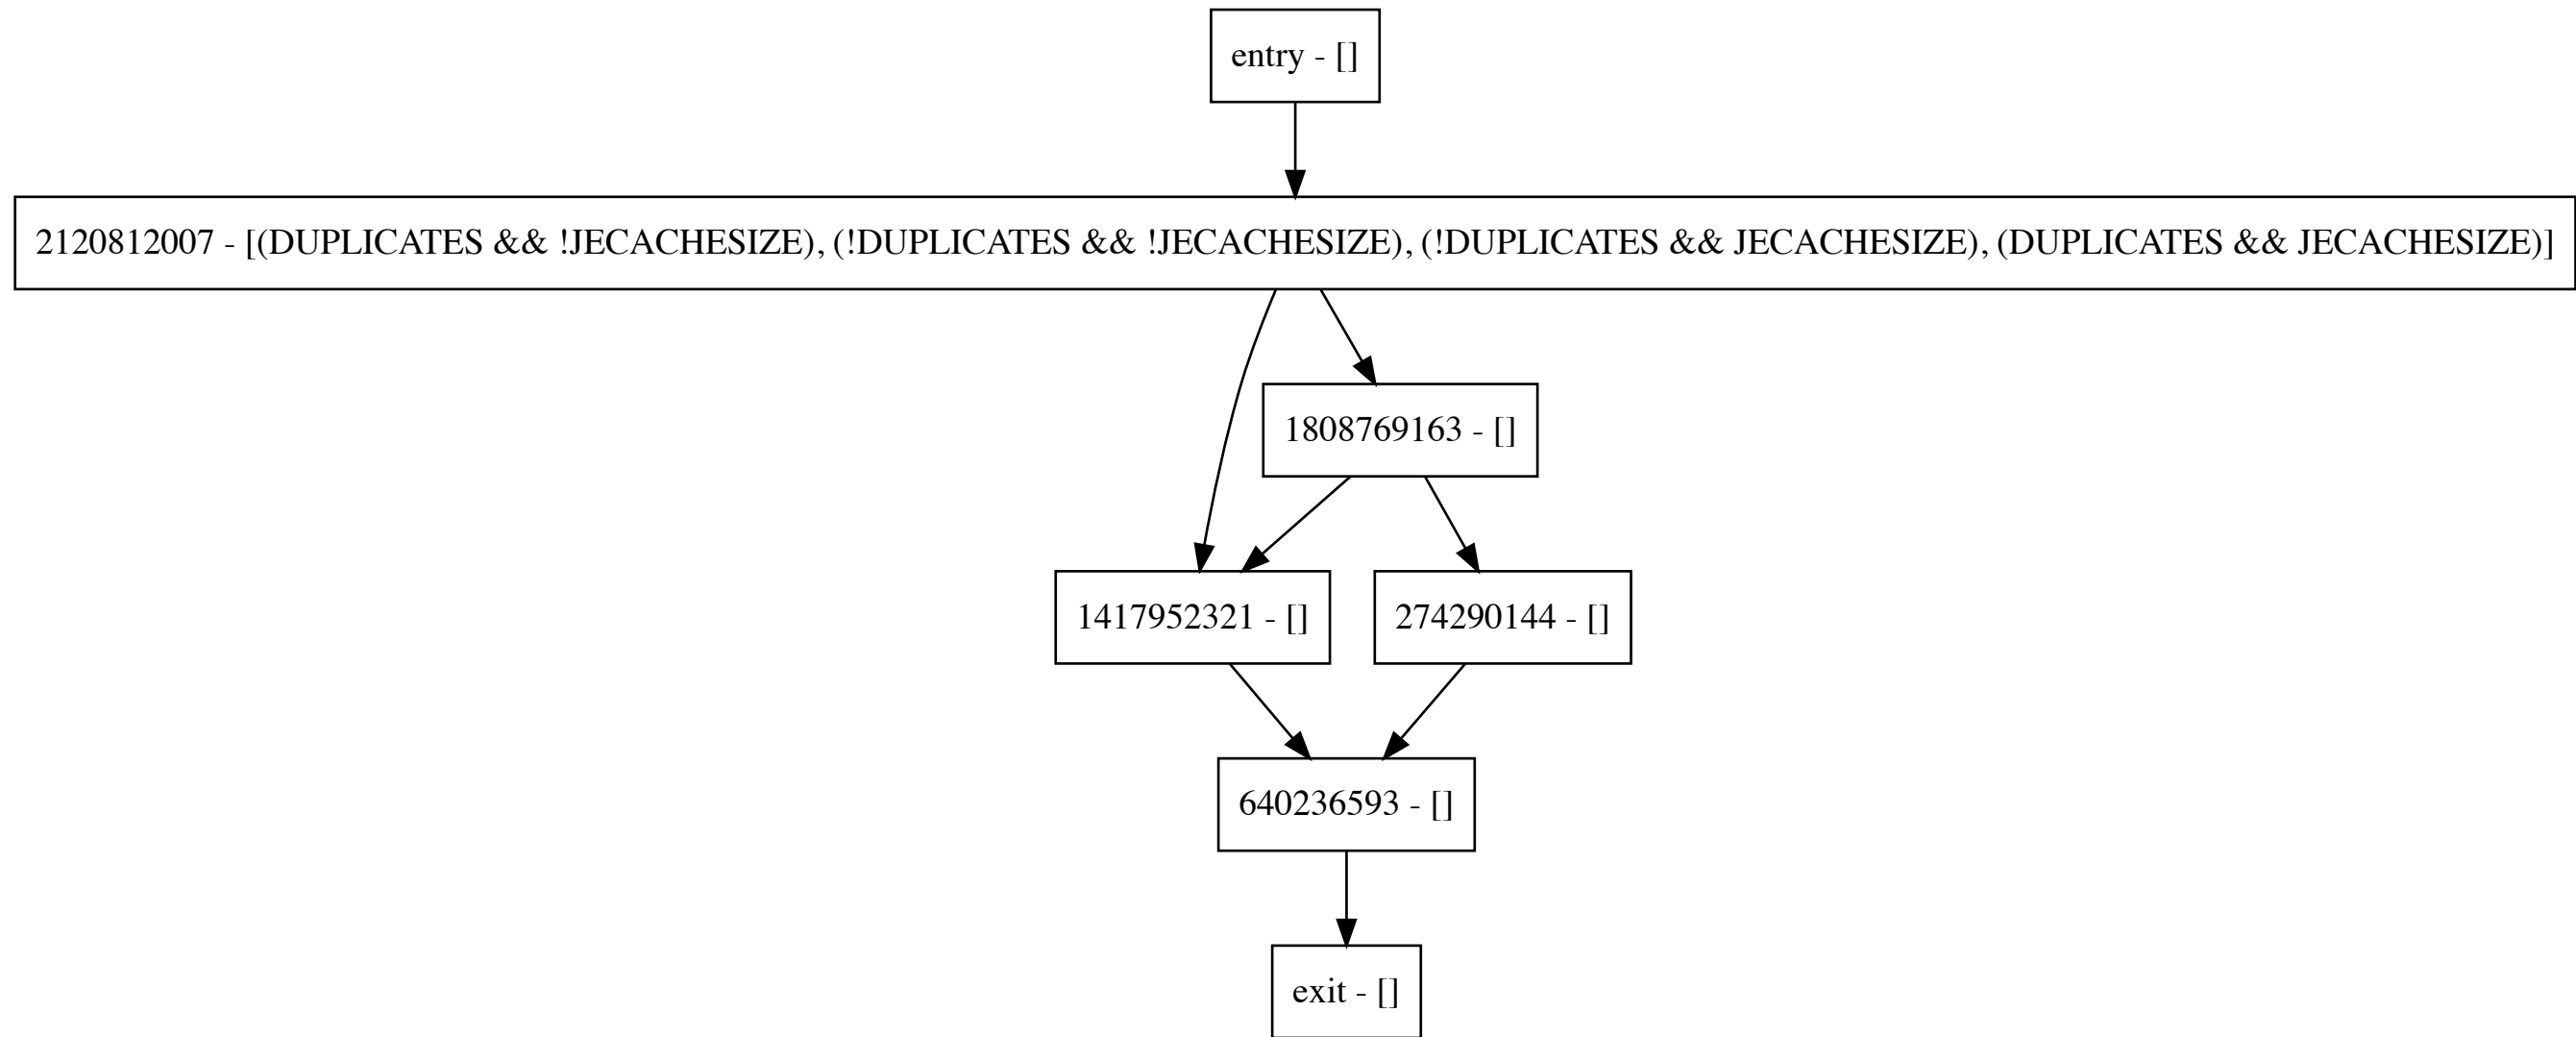 entry - []
2120812007 - [(DUPLICATES && !JECACHESIZE), (!DUPLICATES && !JECACHESIZE), (!DUPLICATES && JECACHESIZE), (DUPLICATES && JECACHESIZE)]
1808769163 - []
1417952321 - []
274290144 - []
640236593 - []
exit - []